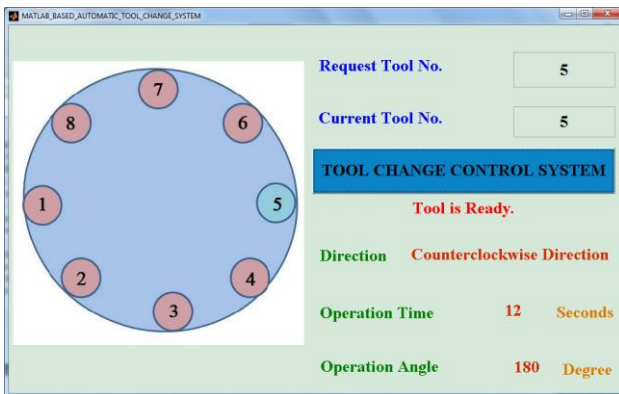 MATLAB_BASED_AUTOMATIC_TOOL_CHANGE_SYSTEM
7
8
6
1
5
2
4
3
Request Tool No. 5
Current Tool No. 5
TOOL CHANGE CONTROL SYSTEM
Tool is Ready.
Direction Counterclockwise Direction
Operation Time 12 Seconds
Operation Angle 180 Degree